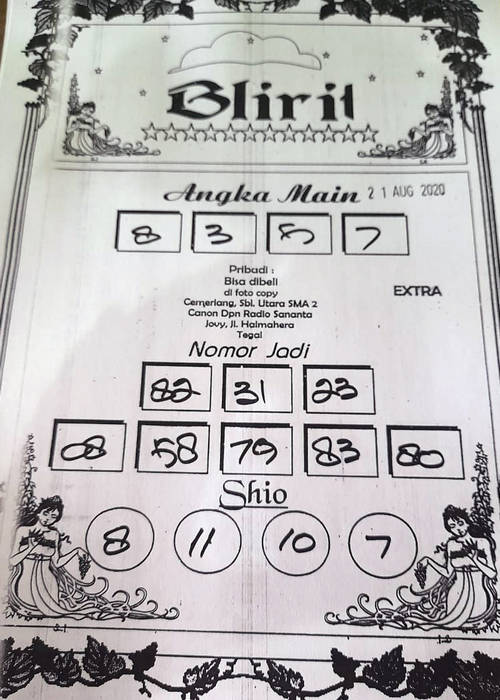 Blirit
Angka Main 21 AUG 2020
8 3 5 7
Pribadi :
Bisa dibeli
di foto copy
EXTRA
Cemerlang, Sbl. Utara SMA 2
Canon Dpn Radio Sananta
Jovy, Jl. Halmahera
Tegal
Nomor Jadi
82 31 23
08 58 79 83 80
Shio
8 11 10 7